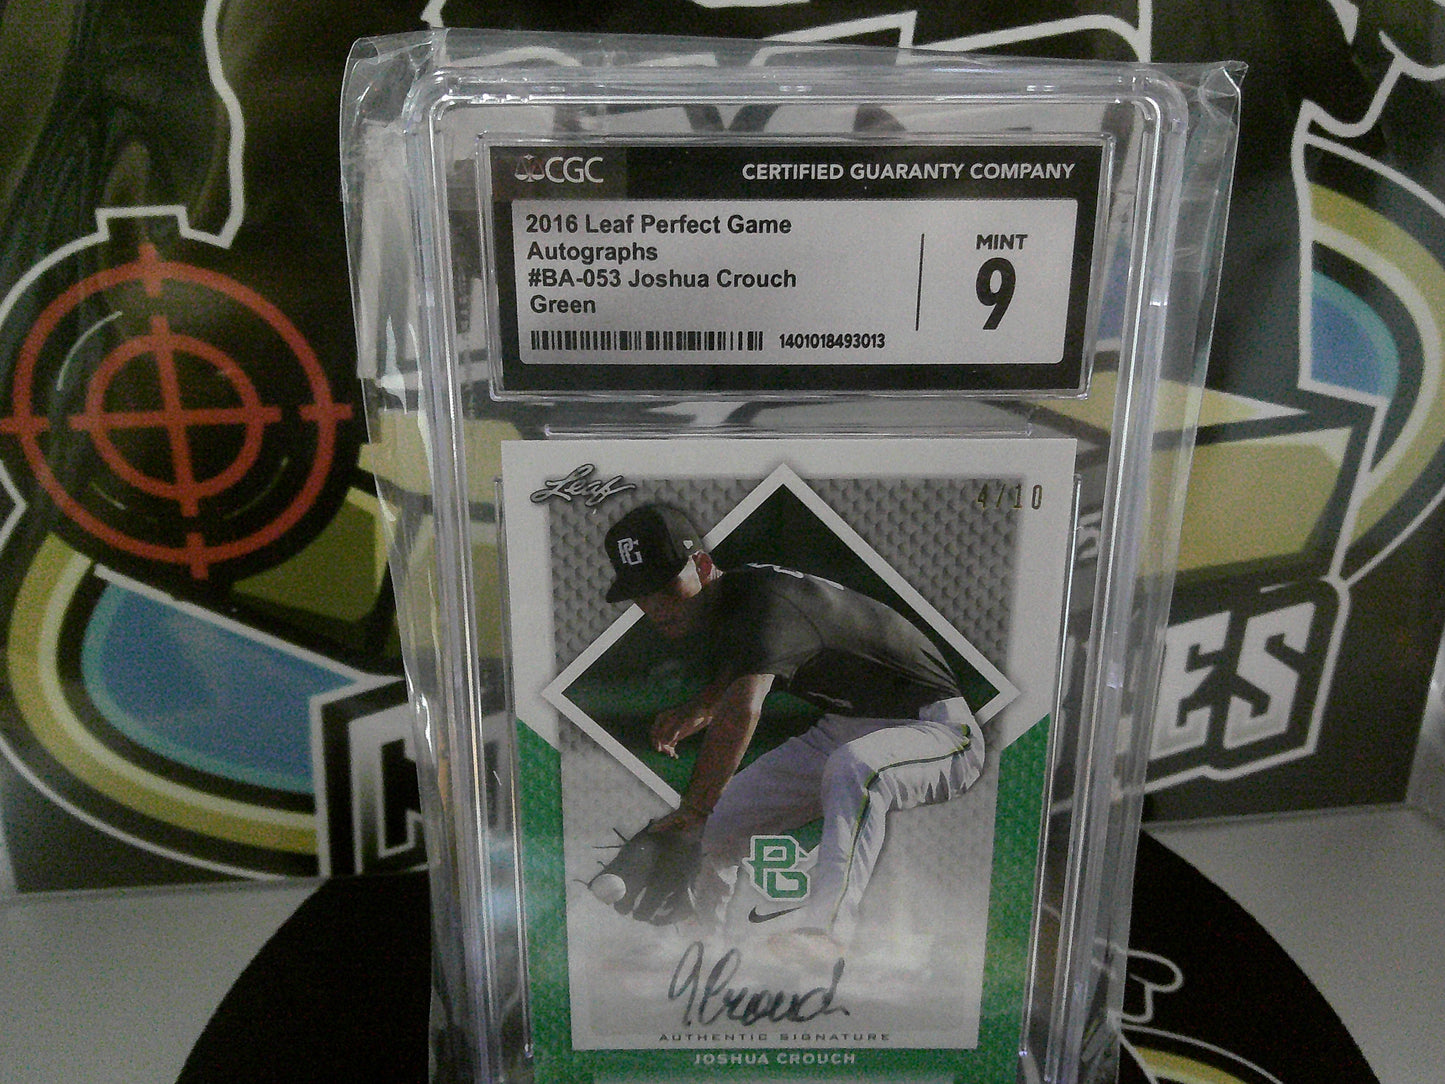 CGC CERTIFIED GUARANTY COMPANY
2016 Leaf Perfect Game
Autographs
#BA-053 Joshua Crouch
Green
MINT
9
1401018493013
Leaf
4/10
PG
PG
J Crouch
AUTHENTIC SIGNATURE
JOSHUA CROUCH